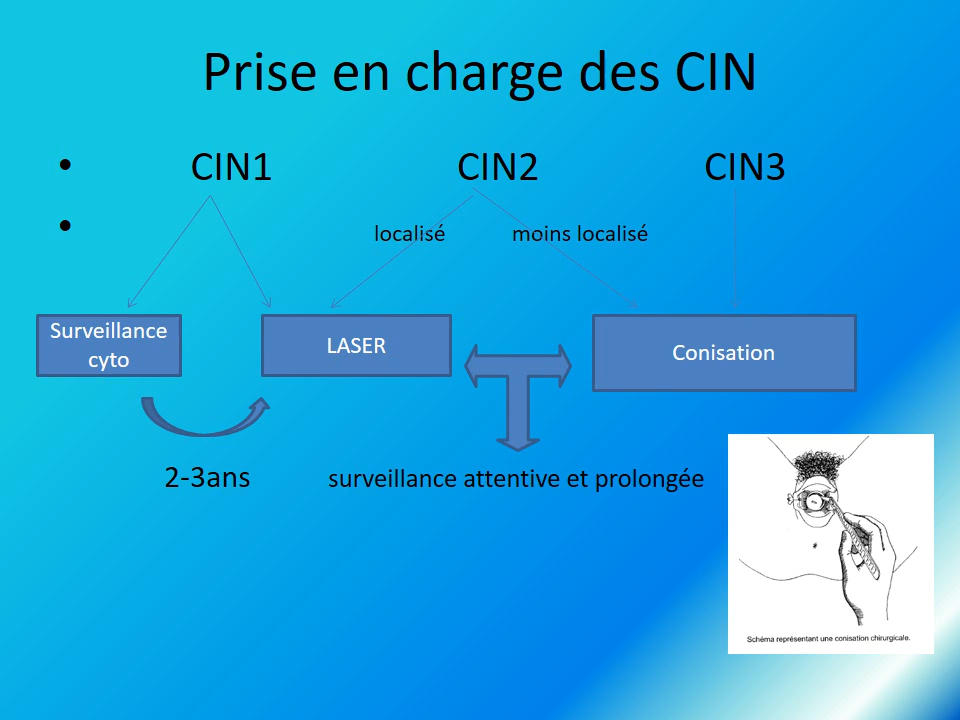 Prise en charge des CIN
• CIN1 CIN2 CIN3
• localisé moins localisé
Surveillance
cyto
LASER
Conisation
2-3ans surveillance attentive et prolongée
Schéma représentant une conisation chirurgicale.